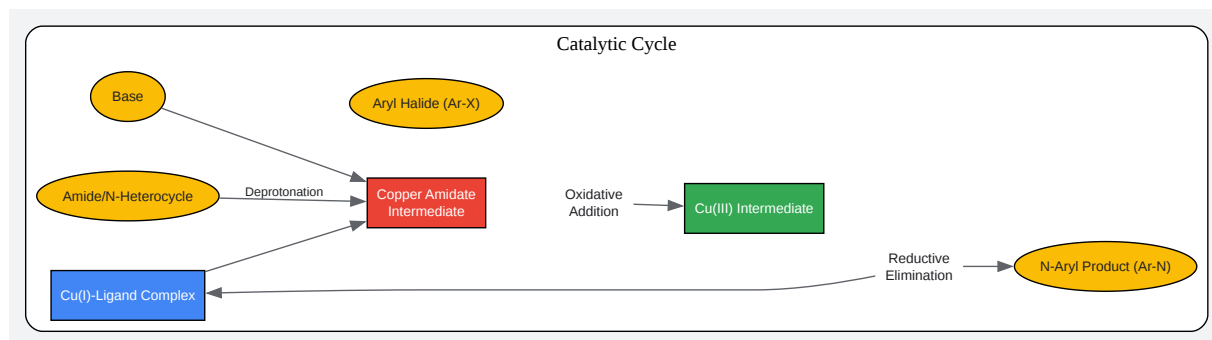 Catalytic Cycle
Base
Aryl Halide (Ar-X)
Amide/N-Heterocycle
Deprotonation
Copper Amidate
Intermediate
Oxidative
Addition
Cu(III) Intermediate
Cu(I)-Ligand Complex
Reductive
Elimination
N-Aryl Product (Ar-N)